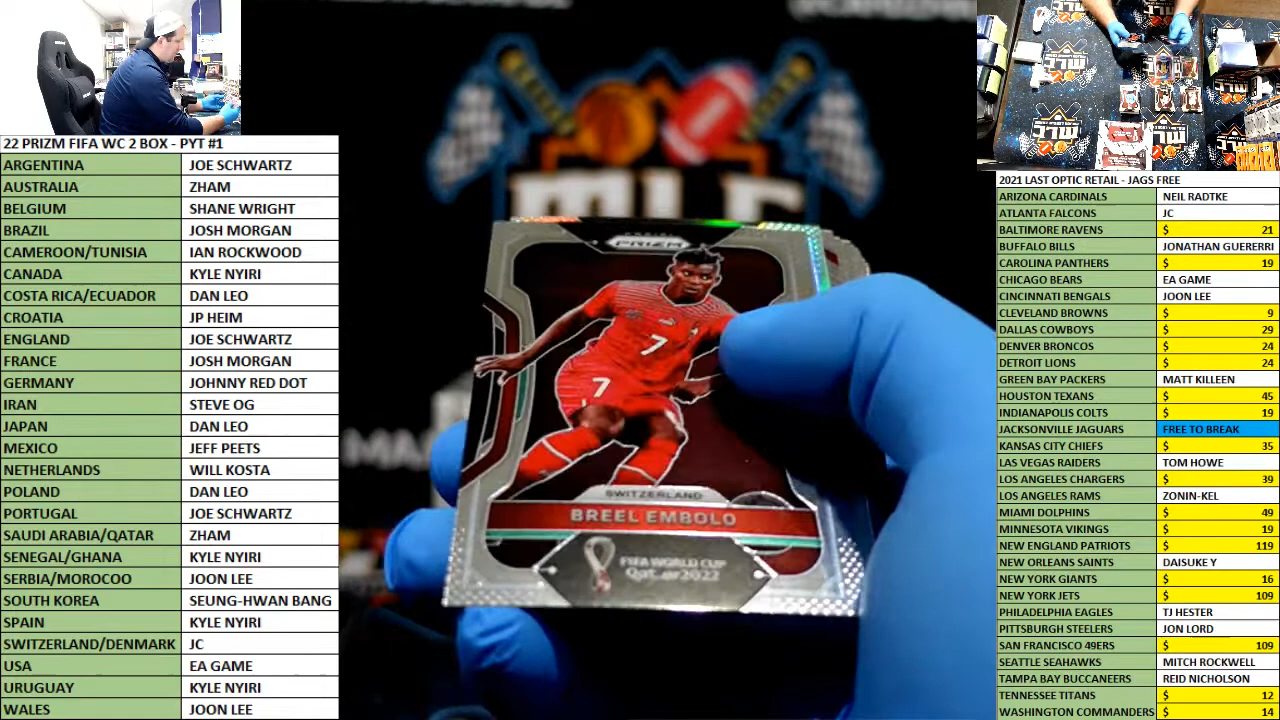 22 PRIZM FIFA WC 2 BOX - PYT #1
ARGENTINA JOE SCHWARTZ
AUSTRALIA ZHAM
BELGIUM SHANE WRIGHT
BRAZIL JOSH MORGAN
CAMEROON/TUNISIA IAN ROCKWOOD
CANADA KYLE NYIRI
COSTA RICA/ECUADOR DAN LEO
CROATIA JP HEIM
ENGLAND JOE SCHWARTZ
FRANCE JOSH MORGAN
GERMANY JOHNNY RED DOT
IRAN STEVE OG
JAPAN DAN LEO
MEXICO JEFF PEETS
NETHERLANDS WILL KOSTA
POLAND DAN LEO
PORTUGAL JOE SCHWARTZ
SAUDI ARABIA/QATAR ZHAM
SENEGAL/GHANA KYLE NYIRI
SERBIA/MOROCOO JOON LEE
SOUTH KOREA SEUNG-HWAN BANG
SPAIN KYLE NYIRI
SWITZERLAND/DENMARK JC
USA EA GAME
URUGUAY KYLE NYIRI
WALES JOON LEE
MLC
PRIZM
7
7
SWITZERLAND
BREEL EMBOLO
FIFA WORLD CUP
Qatar2022
2021 LAST OPTIC RETAIL - JAGS FREE
ARIZONA CARDINALS NEIL RADTKE
ATLANTA FALCONS JC
BALTIMORE RAVENS $ 21
BUFFALO BILLS JONATHAN GUERERRI
CAROLINA PANTHERS $ 19
CHICAGO BEARS EA GAME
CINCINNATI BENGALS JOON LEE
CLEVELAND BROWNS $ 9
DALLAS COWBOYS $ 29
DENVER BRONCOS $ 24
DETROIT LIONS $ 24
GREEN BAY PACKERS MATT KILLEEN
HOUSTON TEXANS $ 45
INDIANAPOLIS COLTS $ 19
JACKSONVILLE JAGUARS FREE TO BREAK
KANSAS CITY CHIEFS $ 35
LAS VEGAS RAIDERS TOM HOWE
LOS ANGELES CHARGERS $ 39
LOS ANGELES RAMS ZONIN-KEL
MIAMI DOLPHINS $ 49
MINNESOTA VIKINGS $ 19
NEW ENGLAND PATRIOTS $ 119
NEW ORLEANS SAINTS DAISUKE Y
NEW YORK GIANTS $ 16
NEW YORK JETS $ 109
PHILADELPHIA EAGLES TJ HESTER
PITTSBURGH STEELERS JON LORD
SAN FRANCISCO 49ERS $ 109
SEATTLE SEAHAWKS MITCH ROCKWELL
TAMPA BAY BUCCANEERS REID NICHOLSON
TENNESSEE TITANS $ 12
WASHINGTON COMMANDERS $ 14